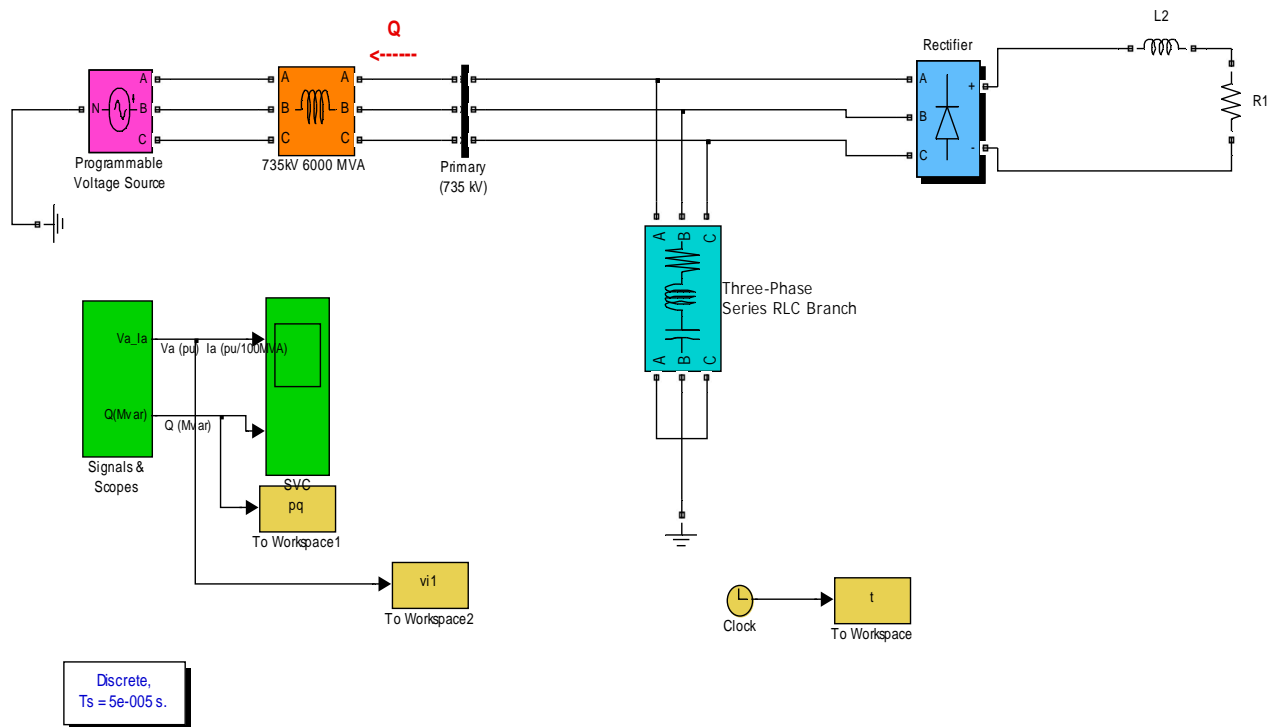 Q
L2
Rectifier
A
A
A
A
+
N
B
B
B
B
R1
C
C
C
C
-
Programmable
Voltage Source
735kV 6000 MVA
Primary
(735 kV)
A
B
C
Three-Phase
Series RLC Branch
A
B
C
Va_Ia
Va (pu) Ia (pu/100MVA)
Q(Mvar)
Q (Mvar)
Signals &
Scopes
SVC
pq
To Workspace1
vi1
To Workspace2
Clock
t
To Workspace
Discrete,
Ts = 5e-005 s.